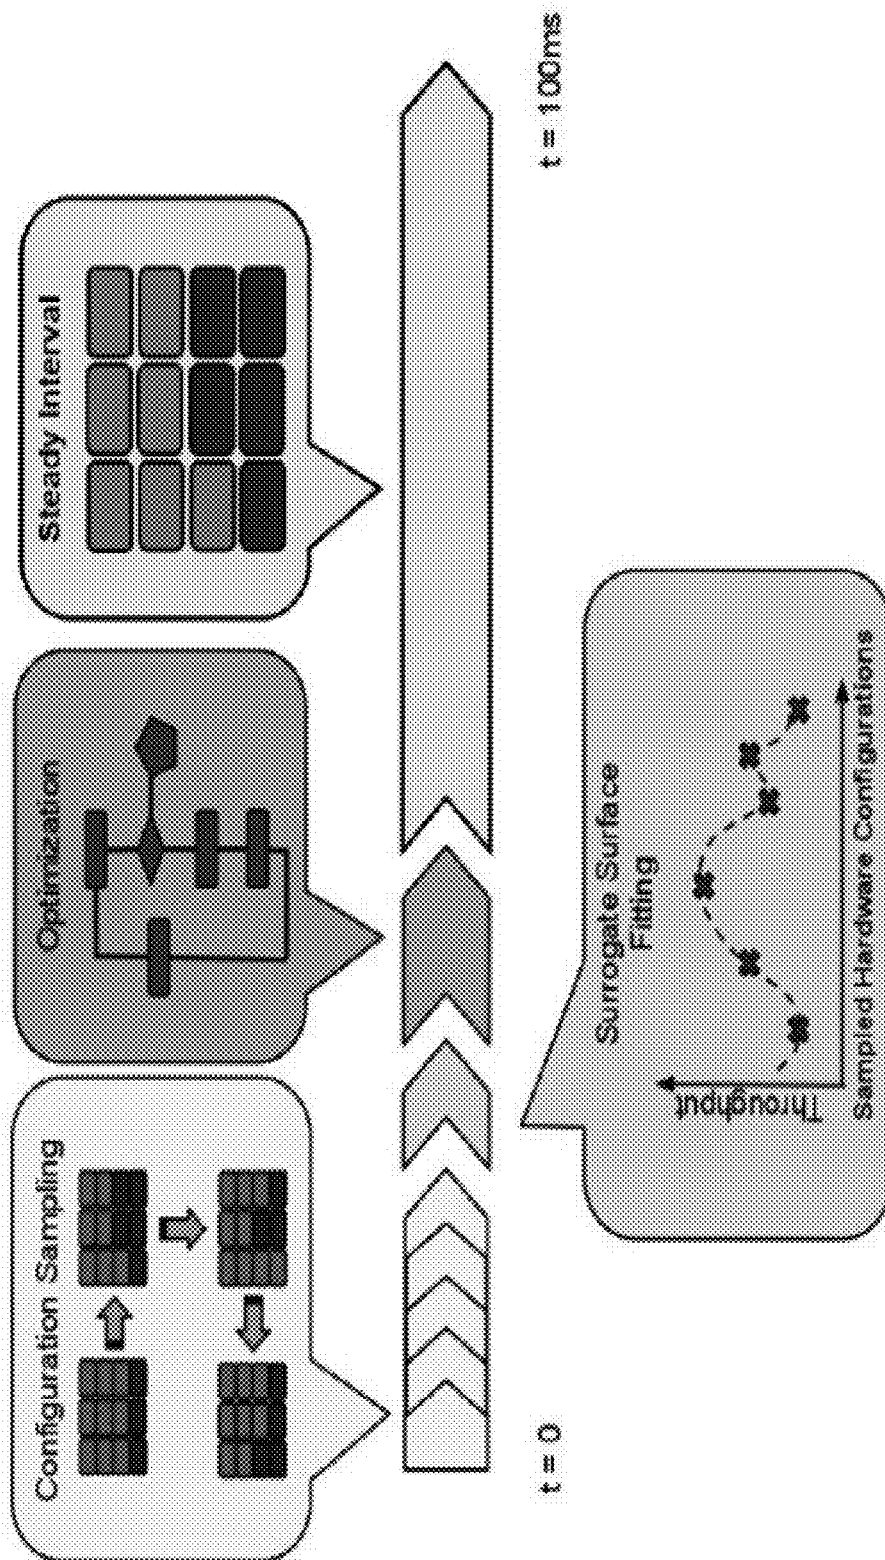 Configuration Sampling
Optimization
Steady Interval
t = 0
t = 100ms
Surrogate Surface
Fitting
Throughput
Sampled Hardware Configurations